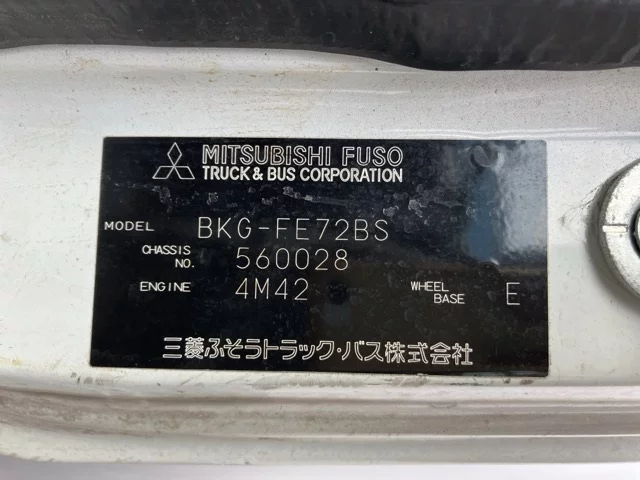 MITSUBISHI FUSO
TRUCK & BUS CORPORATION
MODEL BKG-FE72BS
CHASSIS NO. 560028
ENGINE 4M42 WHEEL BASE E
三菱ふそうトラック・バス株式会社